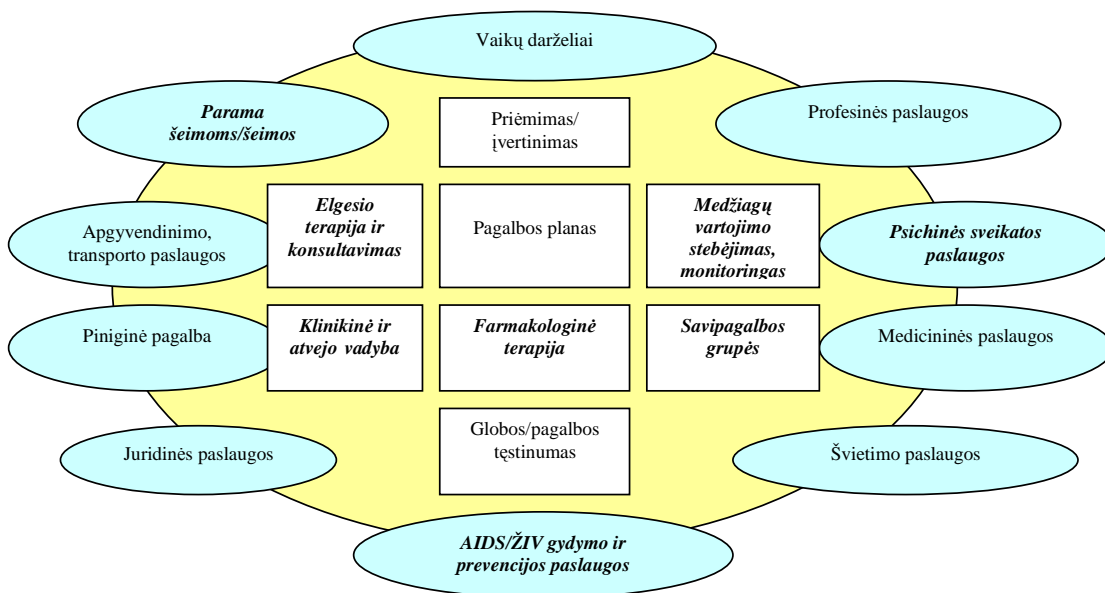 Vaikų darželiai
Parama
šeimoms/šeimos
Priėmimas/
įvertinimas
Profesinės paslaugos
Apgyvendinimo,
transporto paslaugos
Elgesio
terapija ir
konsultavimas
Pagalbos planas
Medžiagų
vartojimo
stebėjimas,
monitoringas
Psichinės sveikatos
paslaugos
Piniginė pagalba
Klinikinė ir
atvejo vadyba
Farmakologinė
terapija
Savipagalbos
grupės
Medicininės paslaugos
Juridinės paslaugos
Globos/pagalbos
tęstinumas
Švietimo paslaugos
AIDS/ŽIV gydymo ir
prevencijos paslaugos